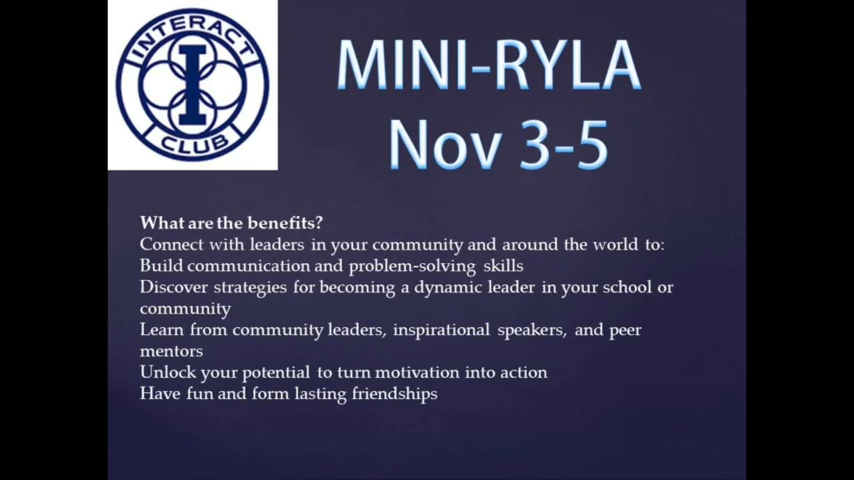 INTERACT
I
CLUB
MINI-RYLA
Nov 3-5
What are the benefits?
Connect with leaders in your community and around the world to:
Build communication and problem-solving skills
Discover strategies for becoming a dynamic leader in your school or
community
Learn from community leaders, inspirational speakers, and peer
mentors
Unlock your potential to turn motivation into action
Have fun and form lasting friendships